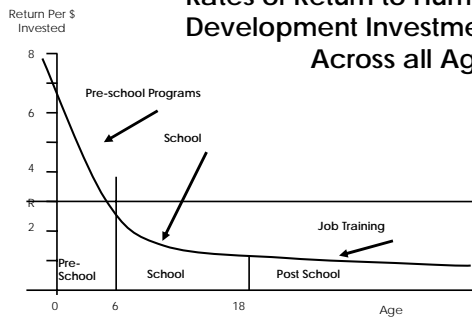 Rates of Return to Hum
Development Investme
Across all Ag
Return Per $
Invested
8
6
4
R
2
Pre-school Programs
School
Job Training
Pre-
School
School
Post School
0
6
18
Age